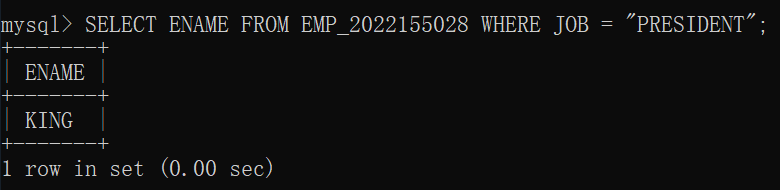 mysql> SELECT ENAME FROM EMP_2022155028 WHERE JOB = "PRESIDENT";
+-------+
| ENAME |
+-------+
| KING  |
+-------+
1 row in set (0.00 sec)